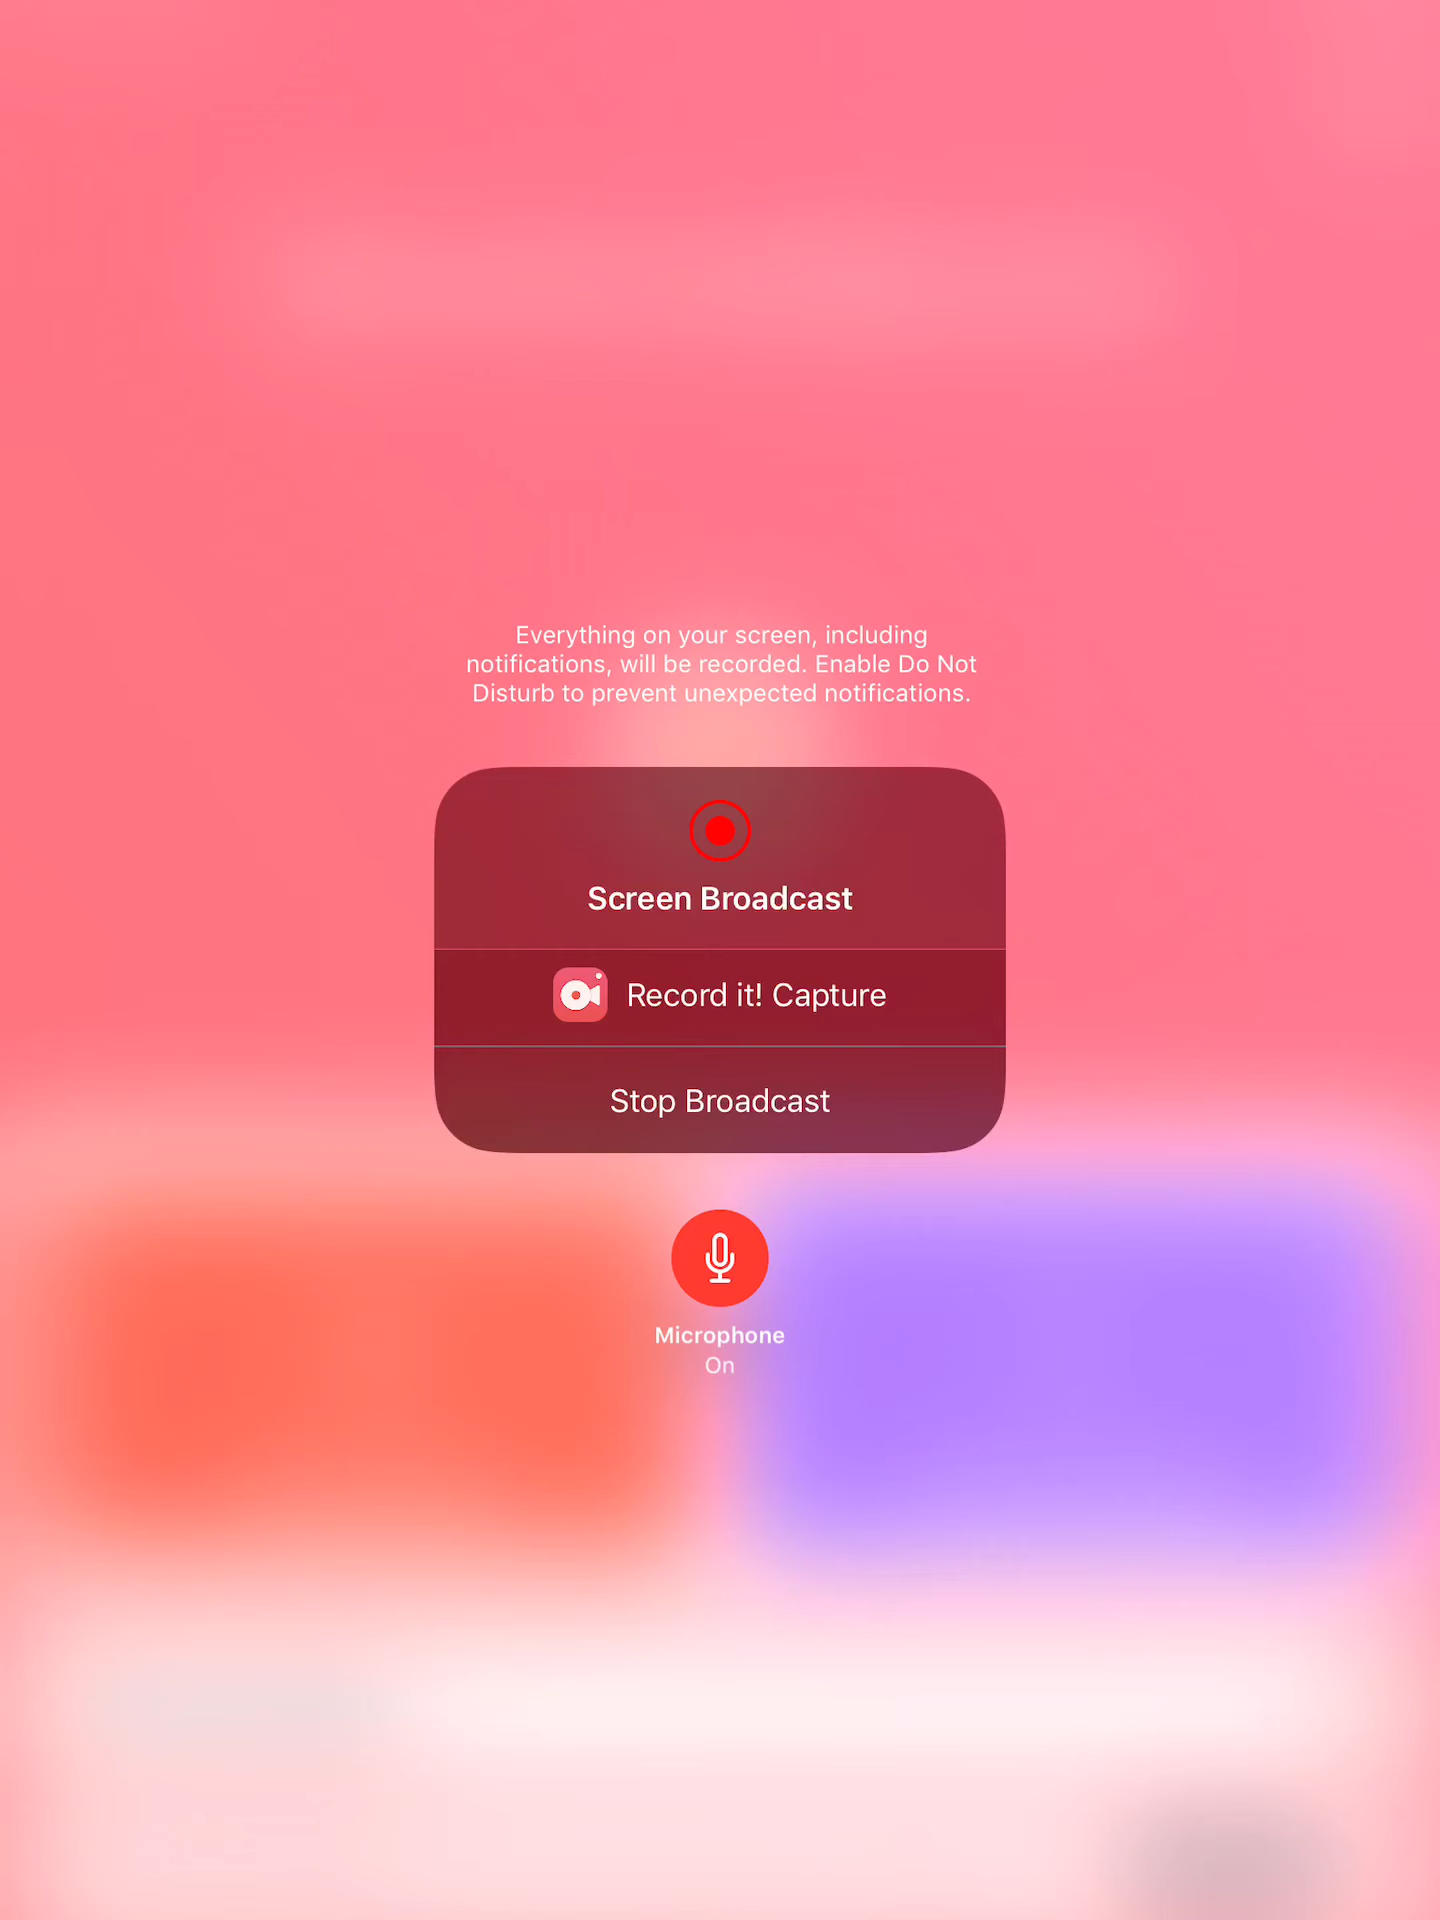 Everything on your screen, including
notifications, will be recorded. Enable Do Not
Disturb to prevent unexpected notifications.
Screen Broadcast
Record it! Capture
Stop Broadcast
Microphone
On